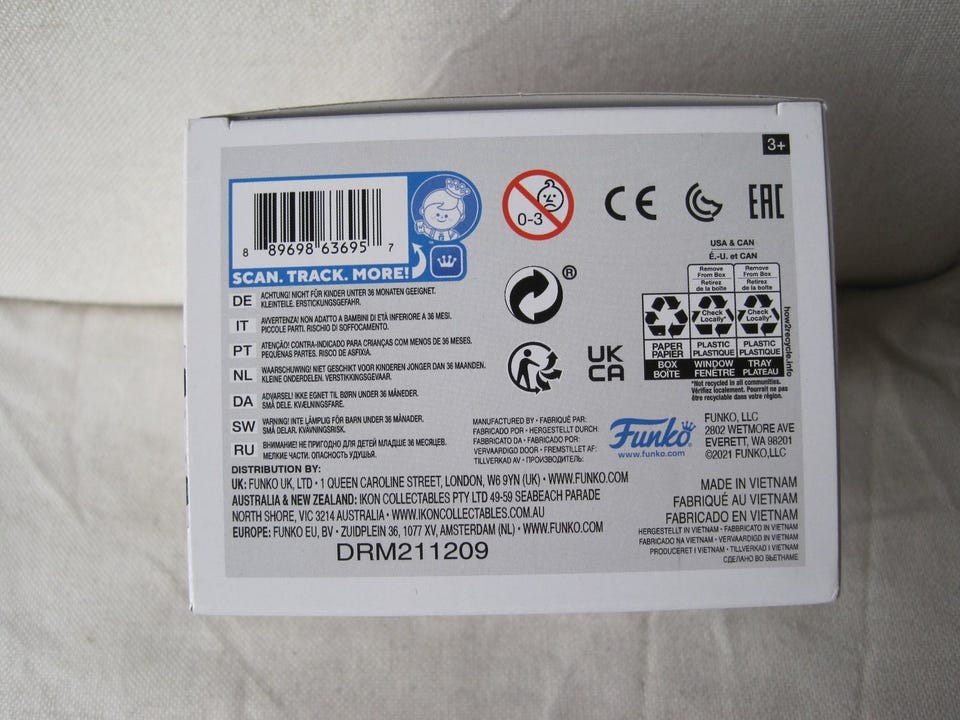 3+
8 89698 63695 7
SCAN. TRACK. MORE!
0-3
CE
EAC
DE ACHTUNG! NICHT FÜR KINDER UNTER 36 MONATEN GEEIGNET.
KLEINTEILE. ERSTICKUNGSGEFAHR.
IT AVVERTENZA! NON ADATTO A BAMBINI DI ETÀ INFERIORE A 36 MESI.
PICCOLE PARTI. RISCHIO DI SOFFOCAMENTO.
PT ATENÇÃO! CONTRA-INDICADO PARA CRIANÇAS COM MENOS DE 36 MESES.
PEQUENAS PARTES. RISCO DE ASFIXIA.
NL WAARSCHUWING! NIET GESCHIKT VOOR KINDEREN JONGER DAN 36 MAANDEN.
KLEINE ONDERDELEN. VERSTIKKINGSGEVAAR.
DA ADVARSEL! IKKE EGNET TIL BØRN UNDER 36 MÅNEDER.
SMÅ DELE. KVÆLNINGSFARE.
SW VARNING! INTE LÄMPLIG FÖR BARN UNDER 36 MÅNADER.
SMÅ DELAR. KVÄVNINGSRISK.
RU ВНИМАНИЕ! НЕ ПРИГОДНО ДЛЯ ДЕТЕЙ МЛАДШЕ 36 МЕСЯЦЕВ.
МЕЛКИЕ ЧАСТИ. ОПАСНОСТЬ УДУШЬЯ.
®
UK
CA
USA & CAN
É.-U. et CAN
Remove From Box
Retirez de la boîte
Remove From Box
Retirez de la boîte
Check Locally*
Check Locally*
PAPER
PAPIER
BOX
BOÎTE
PLASTIC
PLASTIQUE
WINDOW
FENÊTRE
PLASTIC
PLASTIQUE
TRAY
PLATEAU
how2recycle.info
*Not recycled in all communities.
Vérifiez localement. Pourrait ne pas
être recyclable dans votre région.
MANUFACTURED BY • FABRIQUÉ PAR:
FABRICADO POR • HERGESTELLT DURCH:
FABBRICATO DA • FABRICADO POR:
VERVAARDIGD DOOR • FREMSTILLET AF:
TILLVERKAD AV • ПРОИЗВОДИТЕЛЬ:
Funko
www.funko.com
FUNKO, LLC
2802 WETMORE AVE
EVERETT, WA 98201
©2021 FUNKO, LLC
DISTRIBUTION BY:
UK: FUNKO UK, LTD • 1 QUEEN CAROLINE STREET, LONDON, W6 9YN (UK) • WWW.FUNKO.COM
AUSTRALIA & NEW ZEALAND: IKON COLLECTABLES PTY LTD 49-59 SEABEACH PARADE
NORTH SHORE, VIC 3214 AUSTRALIA • WWW.IKONCOLLECTABLES.COM.AU
EUROPE: FUNKO EU, BV • ZUIDPLEIN 36, 1077 XV, AMSTERDAM (NL) • WWW.FUNKO.COM
DRM211209
MADE IN VIETNAM
FABRIQUÉ AU VIETNAM
FABRICADO EN VIETNAM
HERGESTELLT IN VIETNAM • FABBRICATO IN VIETNAM
FABRICADO NA VIETNAM • VERVAARDIGD IN VIETNAM
PRODUCERET I VIETNAM • TILLVERKAD I VIETNAM
СДЕЛАНО ВО ВЬЕТНАМЕ